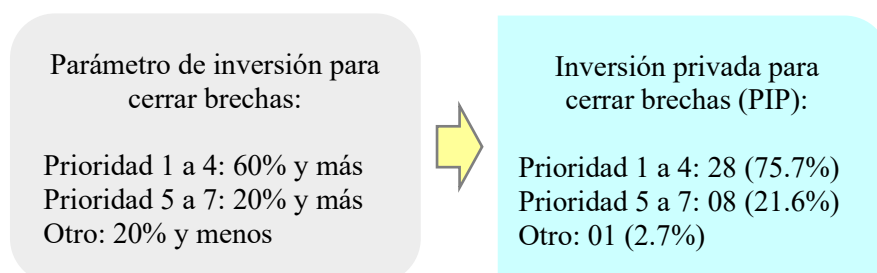 Parámetro de inversión para
cerrar brechas:
Prioridad 1 a 4: 60% y más
Prioridad 5 a 7: 20% y más
Otro: 20% y menos
Inversión privada para
cerrar brechas (PIP):
Prioridad 1 a 4: 28 (75.7%)
Prioridad 5 a 7: 08 (21.6%)
Otro: 01 (2.7%)